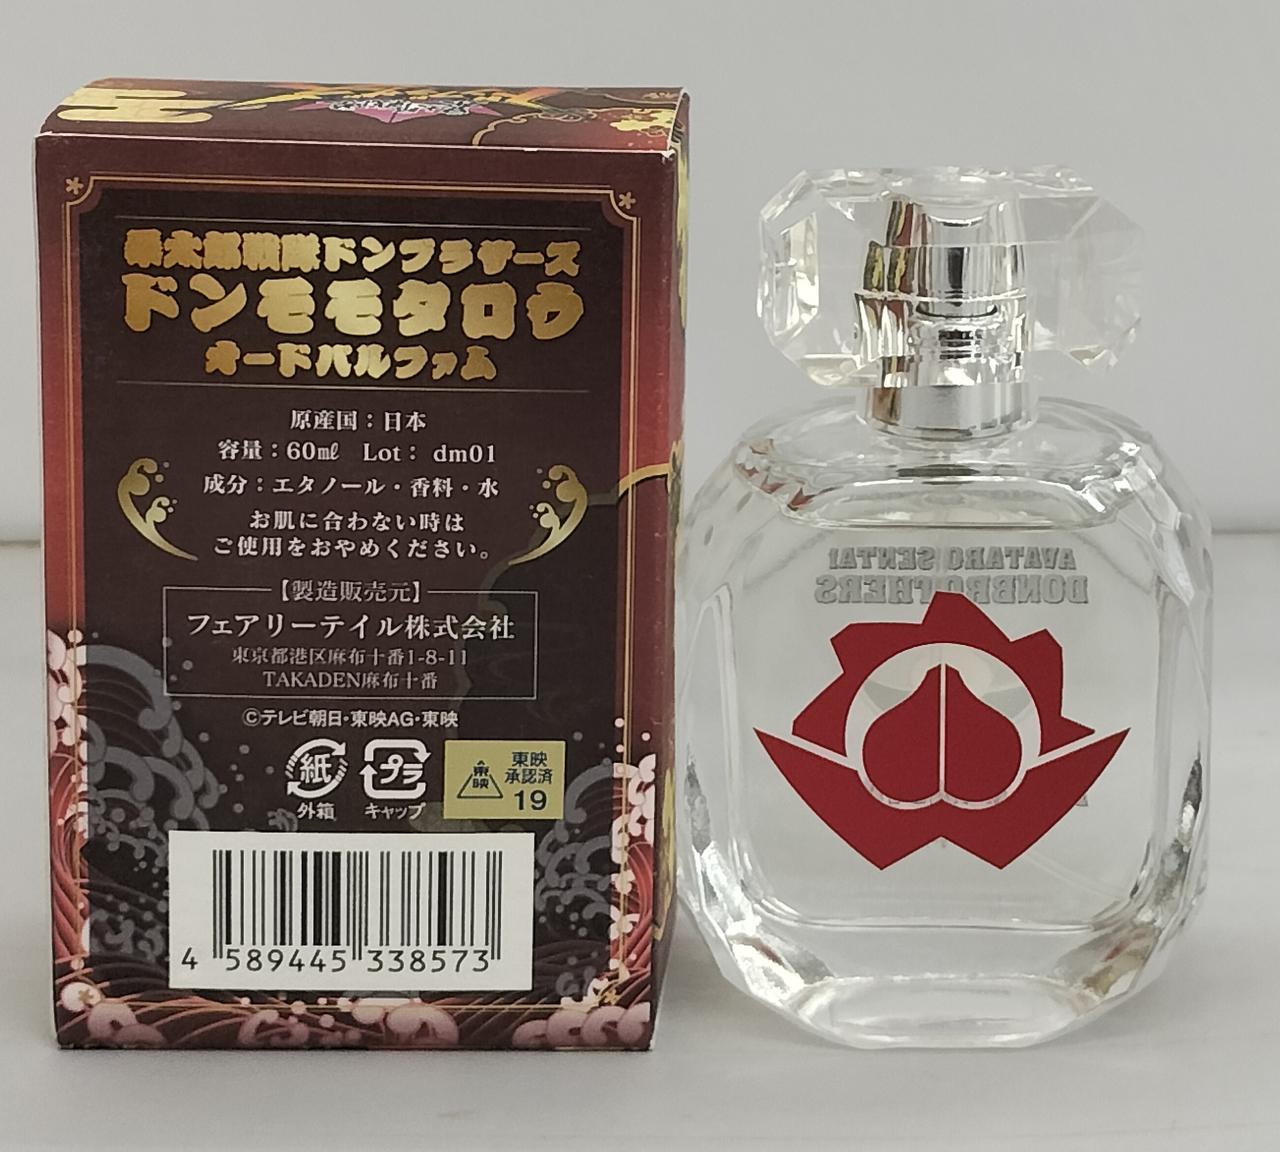 暴太郎戦隊ドンブラザーズ
ドンモモタロウ
オードパルファム
原産国：日本
容量：60㎖ Lot： dm01
成分：エタノール・香料・水
お肌に合わない時は
ご使用をおやめください。
【製造販売元】
フェアリーテイル株式会社
東京都港区麻布十番1-8-11
TAKADEN麻布十番
©テレビ朝日・東映AG・東映
紙
外箱
プラ
キャップ
東映
東映
承認済
19
4 589445 338573
AVATARO SENTAI
DONBROTHERS